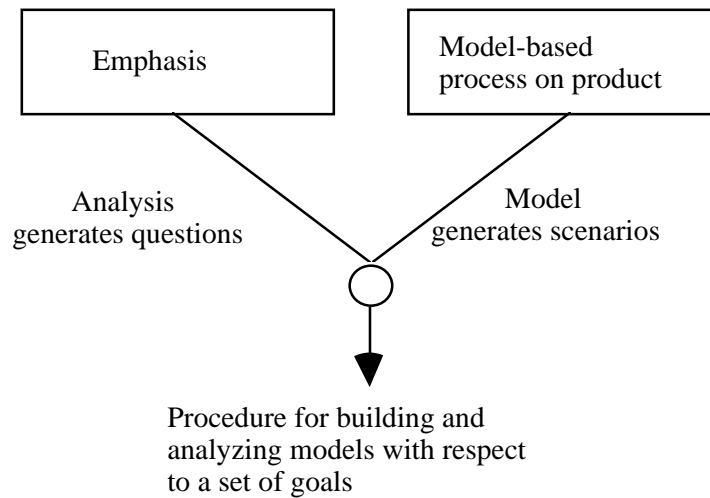 Emphasis
Model-based
process on product
Analysis
generates questions
Model
generates scenarios
Procedure for building and
analyzing models with respect
to a set of goals